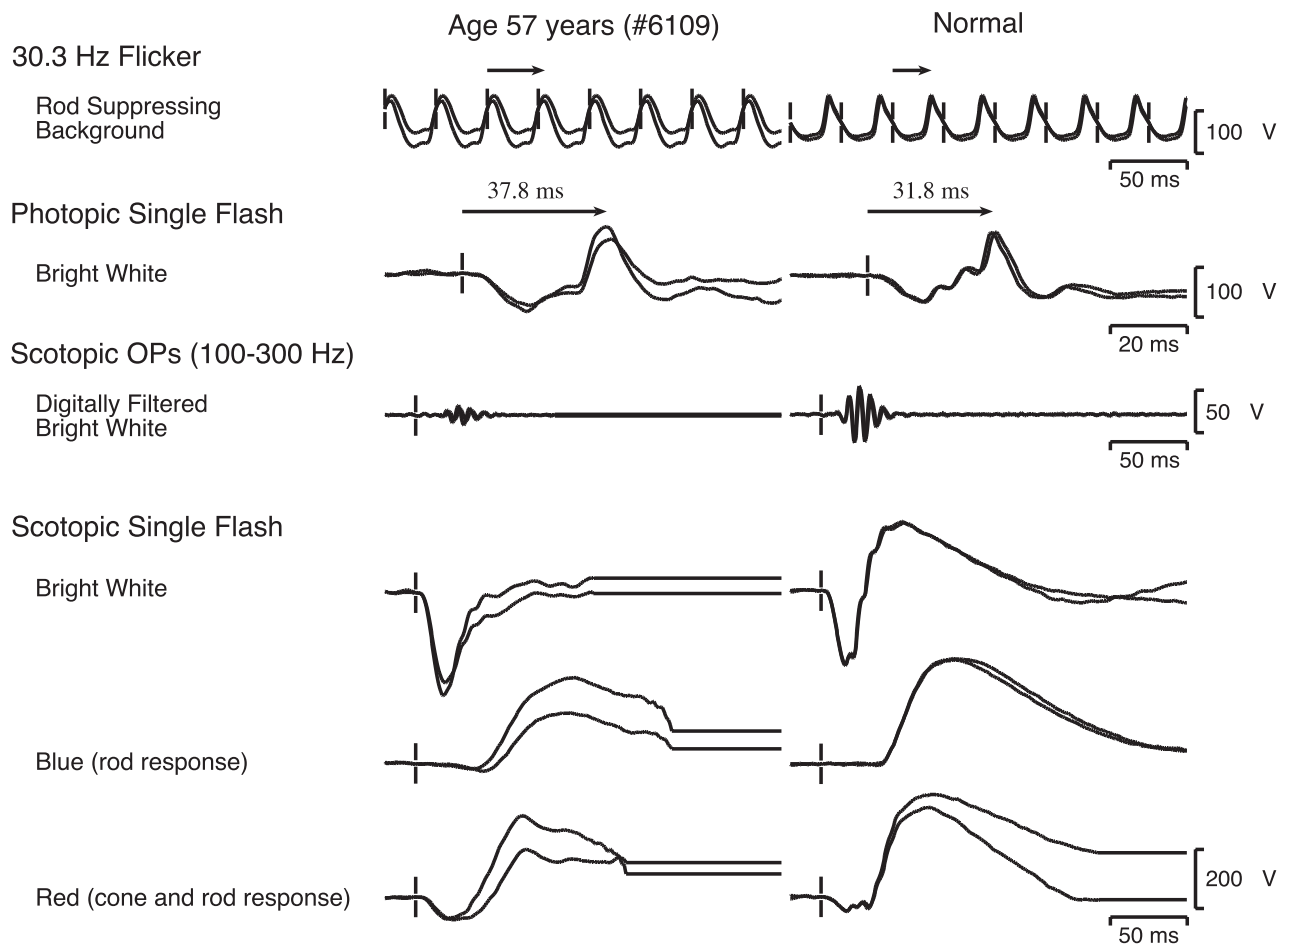 Age 57 years (#6109)
Normal
30.3 Hz Flicker
Rod Suppressing
Background
100 V
50 ms
37.8 ms
31.8 ms
Photopic Single Flash
Bright White
100 V
20 ms
Scotopic OPs (100-300 Hz)
Digitally Filtered
Bright White
50 V
50 ms
Scotopic Single Flash
Bright White
Blue (rod response)
Red (cone and rod response)
200 V
50 ms